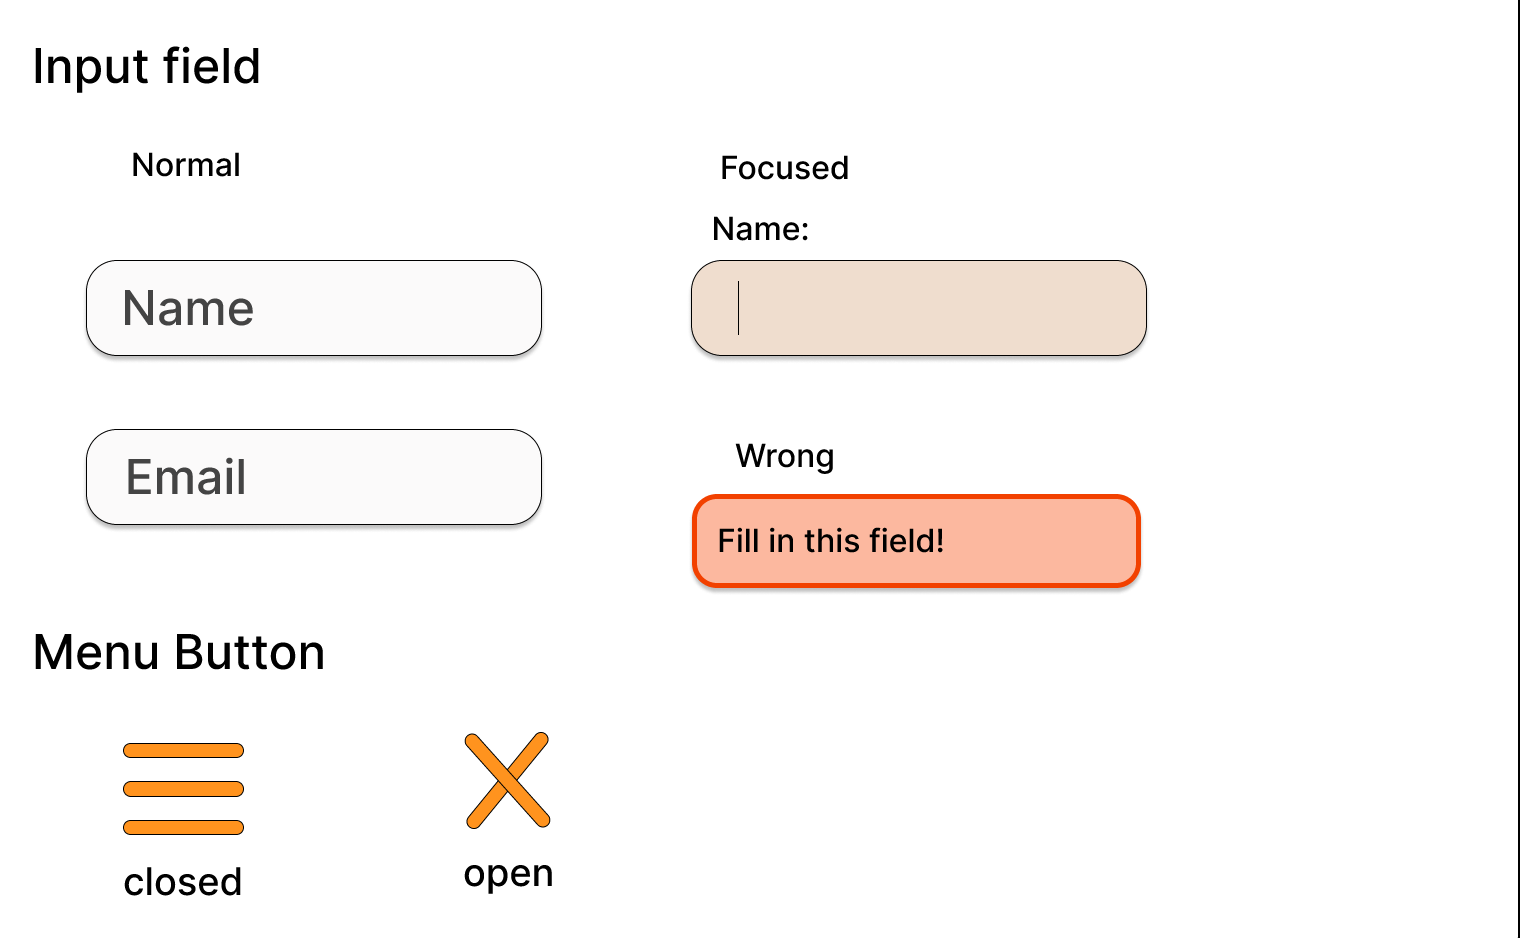 Input field
Normal
Focused
Name:
Name
Email
Wrong
Fill in this field!
Menu Button
closed
open